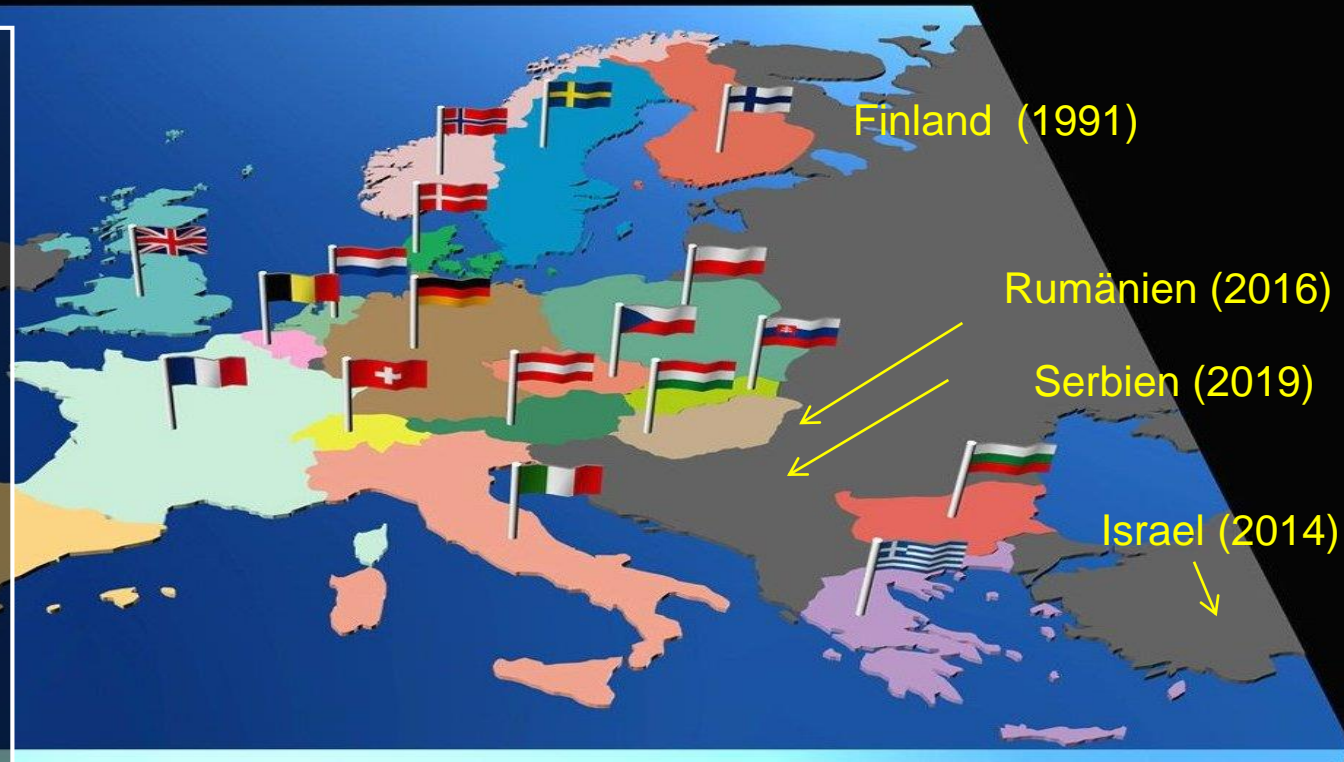 Finland (1991)
Rumänien (2016)
Serbien (2019)
Israel (2014)